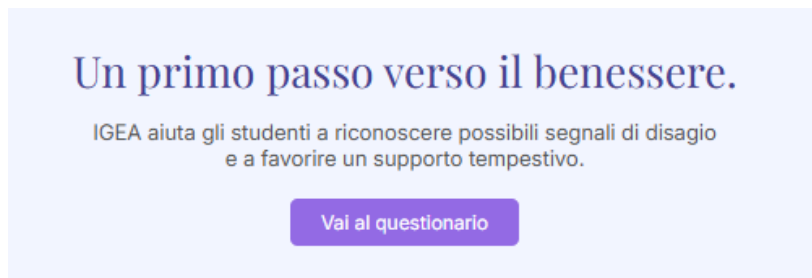 Un primo passo verso il benessere.
IGEA aiuta gli studenti a riconoscere possibili segnali di disagio
e a favorire un supporto tempestivo.
Vai al questionario